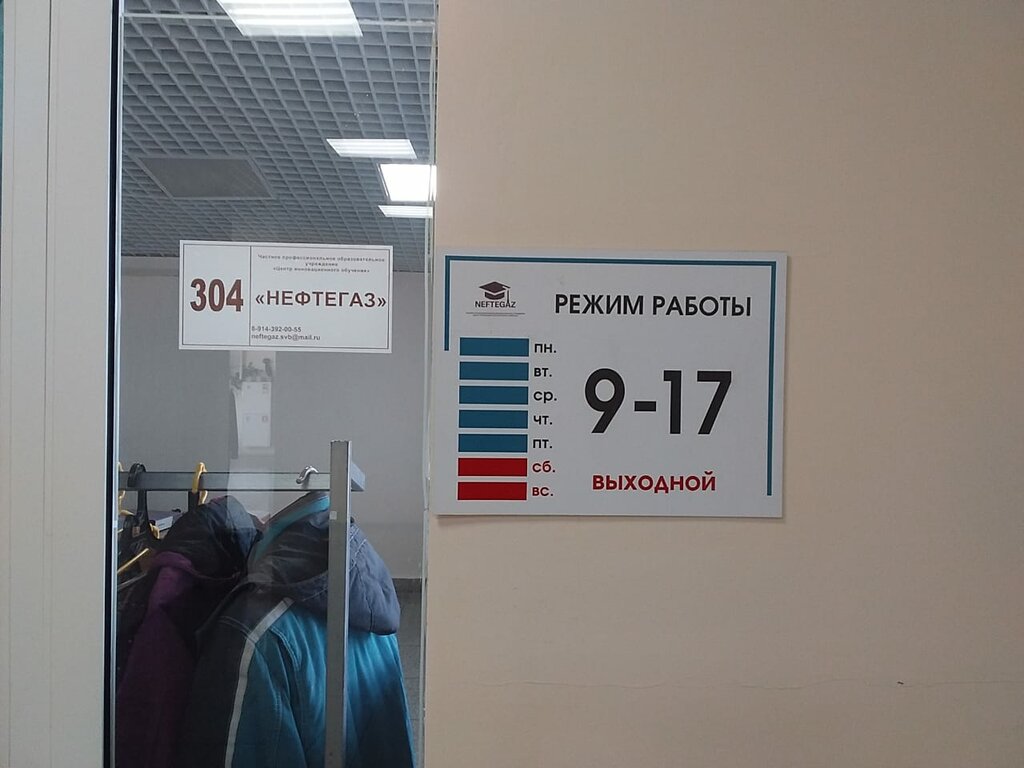 304
Частное профессиональное образовательное
учреждение
«Центр инновационного обучения»
«НЕФТЕГАЗ»
8-914-392-00-55
neftegaz.svb@mail.ru
NEFTEGAZ
РЕЖИМ РАБОТЫ
ПН.
ВТ.
СР.
ЧТ.
ПТ.
СБ.
ВС.
9-17
ВЫХОДНОЙ